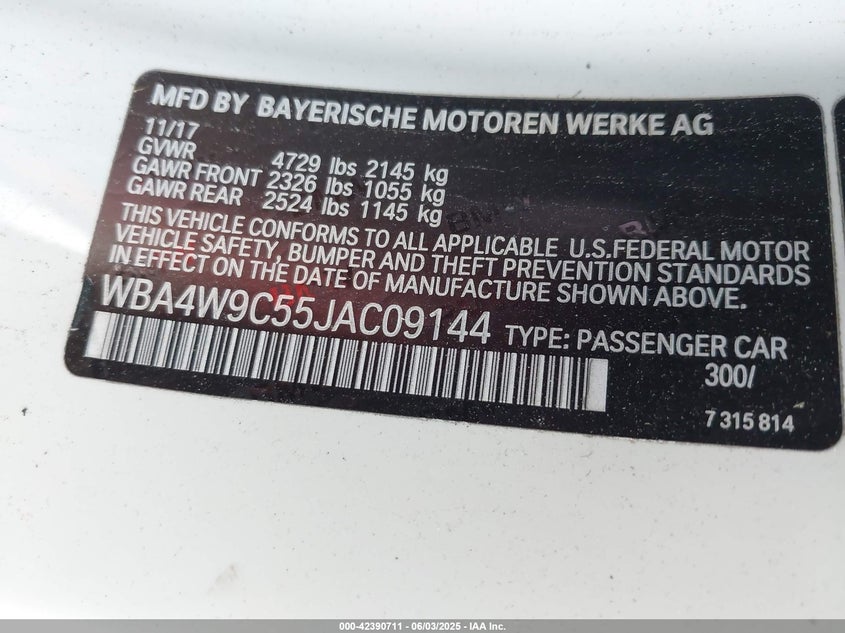 MFD BY BAYERISCHE MOTOREN WERKE AG
11/17
GVWR 4729 lbs 2145 kg
GAWR FRONT 2326 lbs 1055 kg
GAWR REAR 2524 lbs 1145 kg
THIS VEHICLE CONFORMS TO ALL APPLICABLE U.S.FEDERAL MOTOR
VEHICLE SAFETY, BUMPER AND THEFT PREVENTION STANDARDS
IN EFFECT ON THE DATE OF MANUFACTURE SHOWN ABOVE.
WBA4W9C55JAC09144 TYPE: PASSENGER CAR
300/
7 315 814
000-42390711 - 06/03/2025 - IAA Inc.